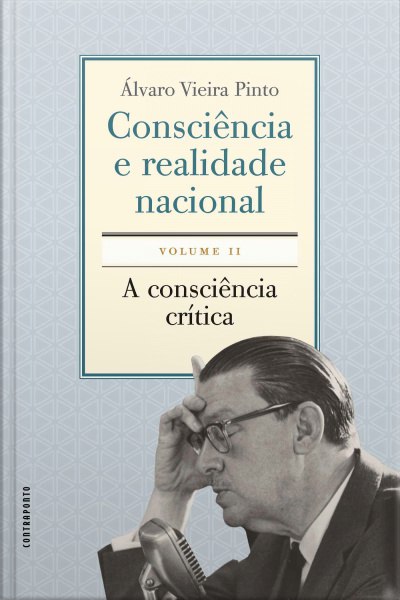 Álvaro Vieira Pinto
Consciência
e realidade
nacional
VOLUME II
A consciência
crítica
CONTRAPONTO